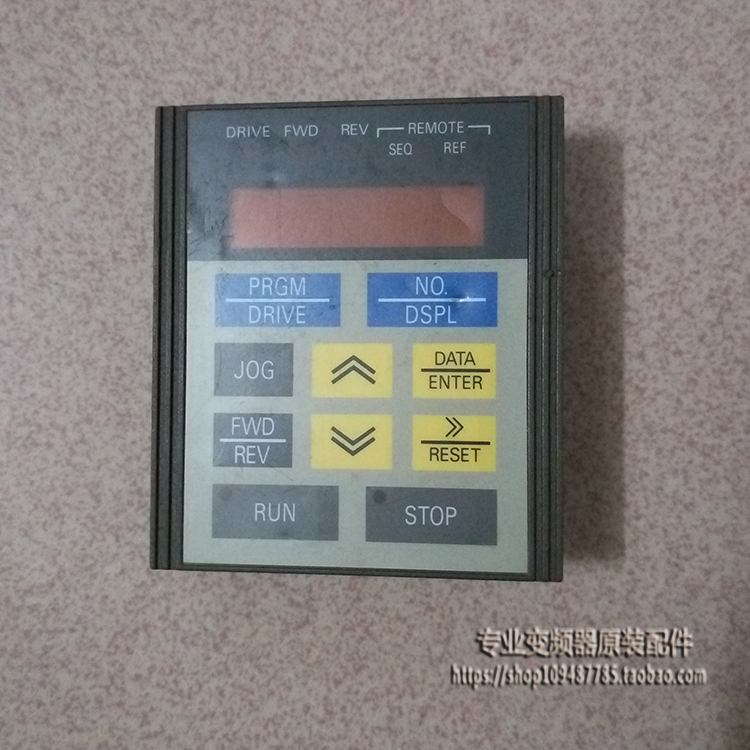 DRIVE FWD REV REMOTE
SEQ REF
PRGM
DRIVE
NO.
DSPL
JOG
DATA
ENTER
FWD
REV
RESET
RUN
STOP
专业变频器原装配件
https://shop109487785.taobao.com